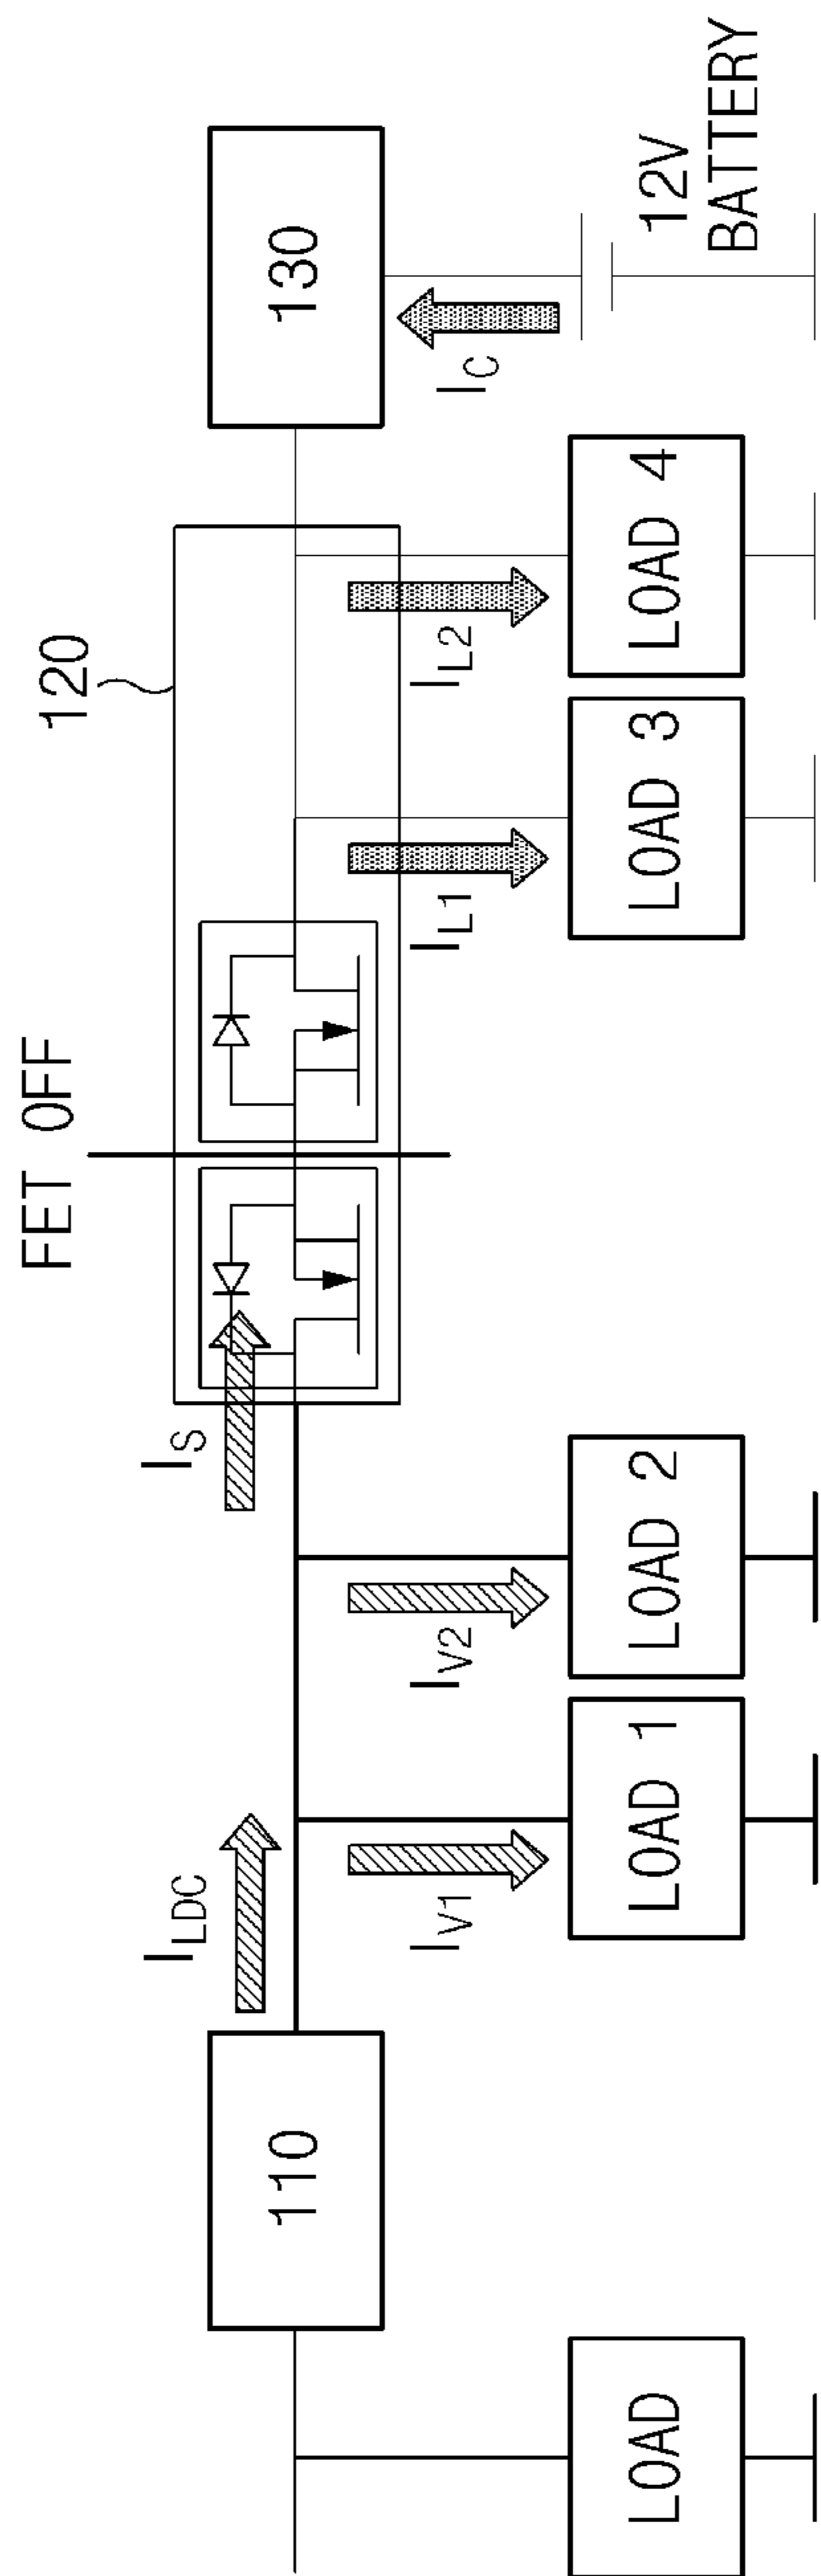 FET OFF
120
I_LDC
I_S
110
130
I_V1
I_V2
I_L1
I_L2
I_C
LOAD
LOAD 1
LOAD 2
LOAD 3
LOAD 4
12V
BATTERY